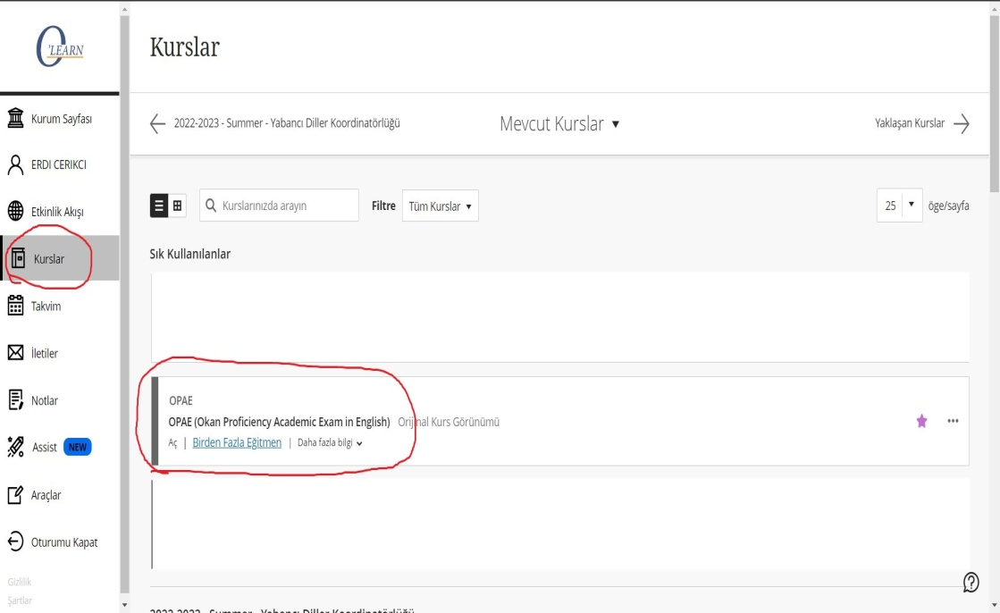 O'LEARN
Kurslar
Kurum Sayfası
ERDI CERIKCI
Etkinlik Akışı
Kurslar
Takvim
İletiler
Notlar
Assist NEW
Araçlar
Oturumu Kapat
Gizlilik
Şartlar
2022-2023 - Summer - Yabancı Diller Koordinatörlüğü
Mevcut Kurslar
Yaklaşan Kurslar
Kurslarınızda arayın
Filtre
Tüm Kurslar
25
öge/sayfa
Sık Kullanılanlar
OPAE
OPAE (Okan Proficiency Academic Exam in English) Orijinal Kurs Görünümü
Aç | Birden Fazla Eğitmen | Daha fazla bilgi
2022-2023 - Summer - Yabancı Diller Koordinatörlüğü